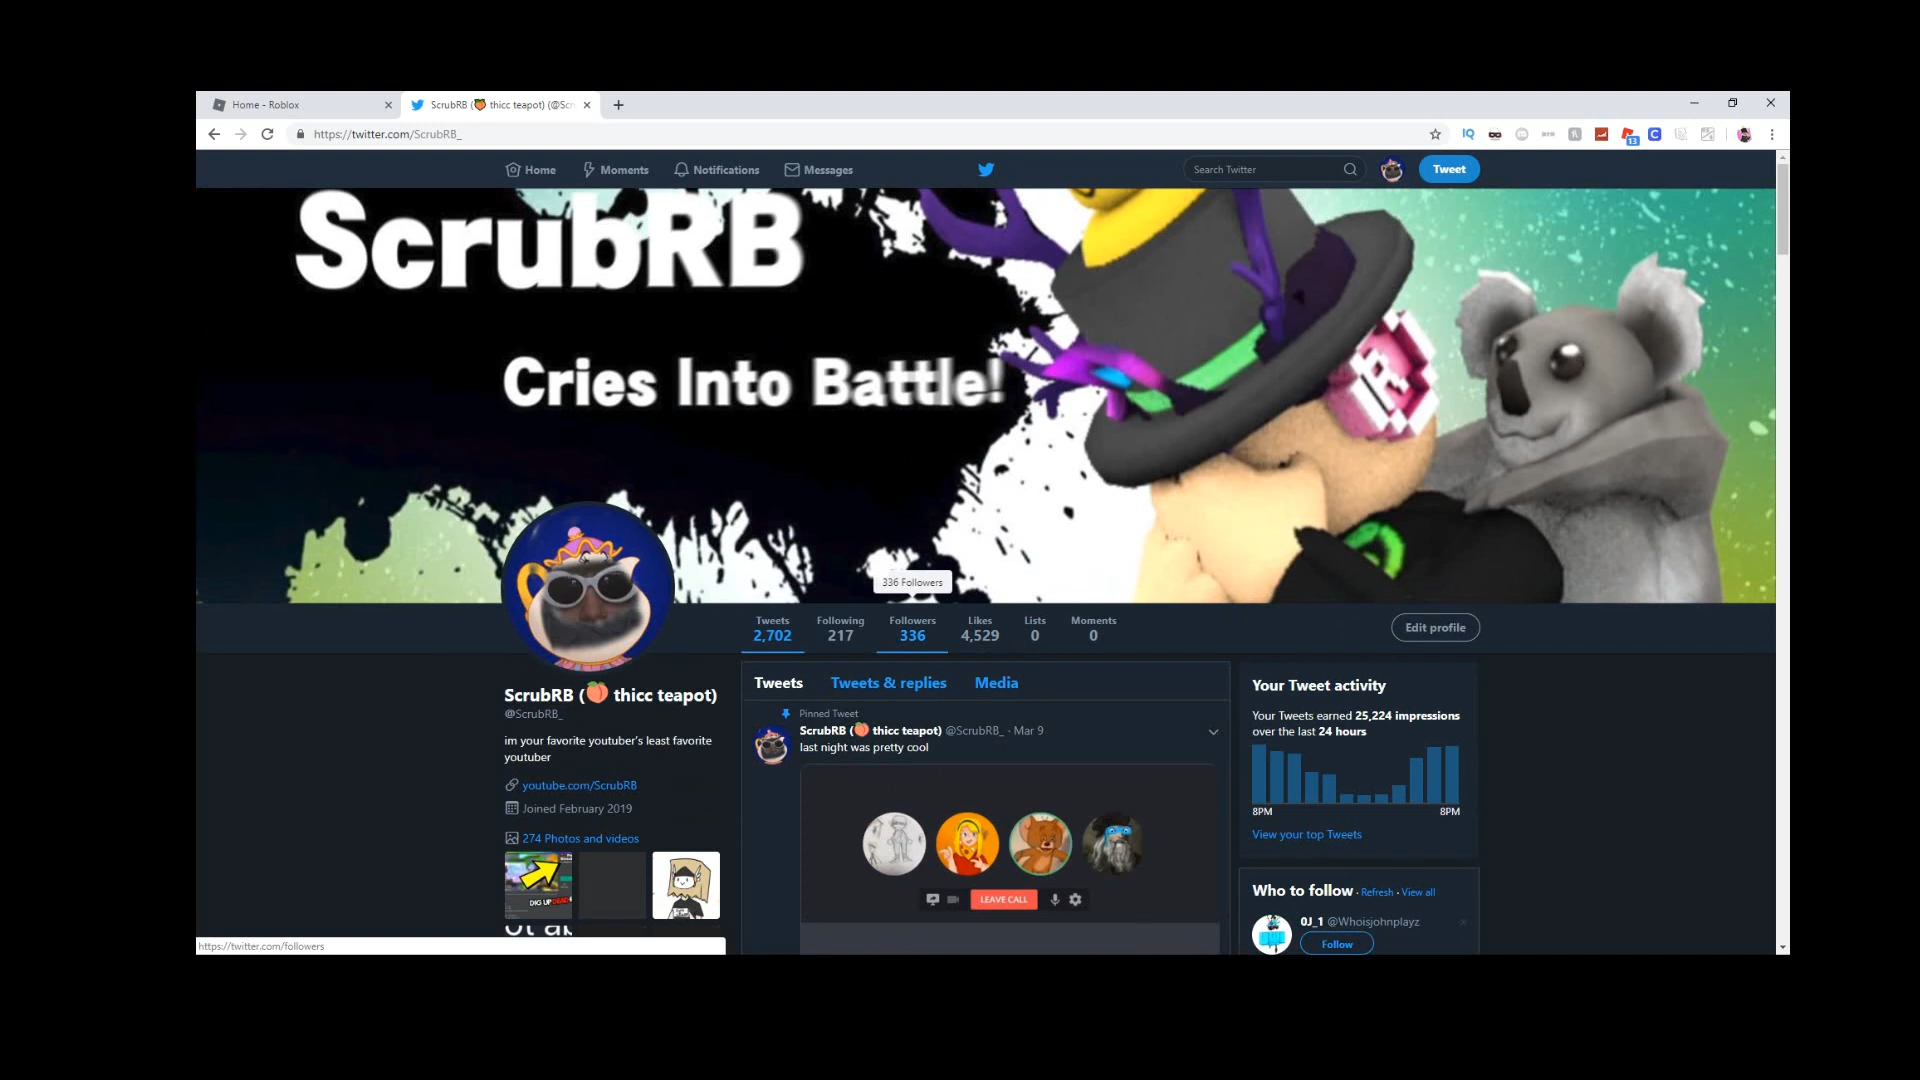 Home - Roblox
ScrubRB (🍑 thicc teapot) (@Scr
https://twitter.com/ScrubRB_
IQ
13
Home
Moments
Notifications
Messages
Search Twitter
Tweet
ScrubRB
Cries Into Battle!
336 Followers
Tweets
2,702
Following
217
Followers
336
Likes
4,529
Lists
0
Moments
0
Edit profile
ScrubRB (🍑 thicc teapot)
@ScrubRB_
im your favorite youtuber's least favorite
youtuber
youtube.com/ScrubRB
Joined February 2019
274 Photos and videos
DIG UP
Tweets
Tweets & replies
Media
Pinned Tweet
ScrubRB (🍑 thicc teapot) @ScrubRB_ · Mar 9
last night was pretty cool
LEAVE CALL
Your Tweet activity
Your Tweets earned 25,224 impressions
over the last 24 hours
8PM
8PM
View your top Tweets
Who to follow · Refresh · View all
0J_1 @Whoisjohnplayz
Follow
https://twitter.com/followers